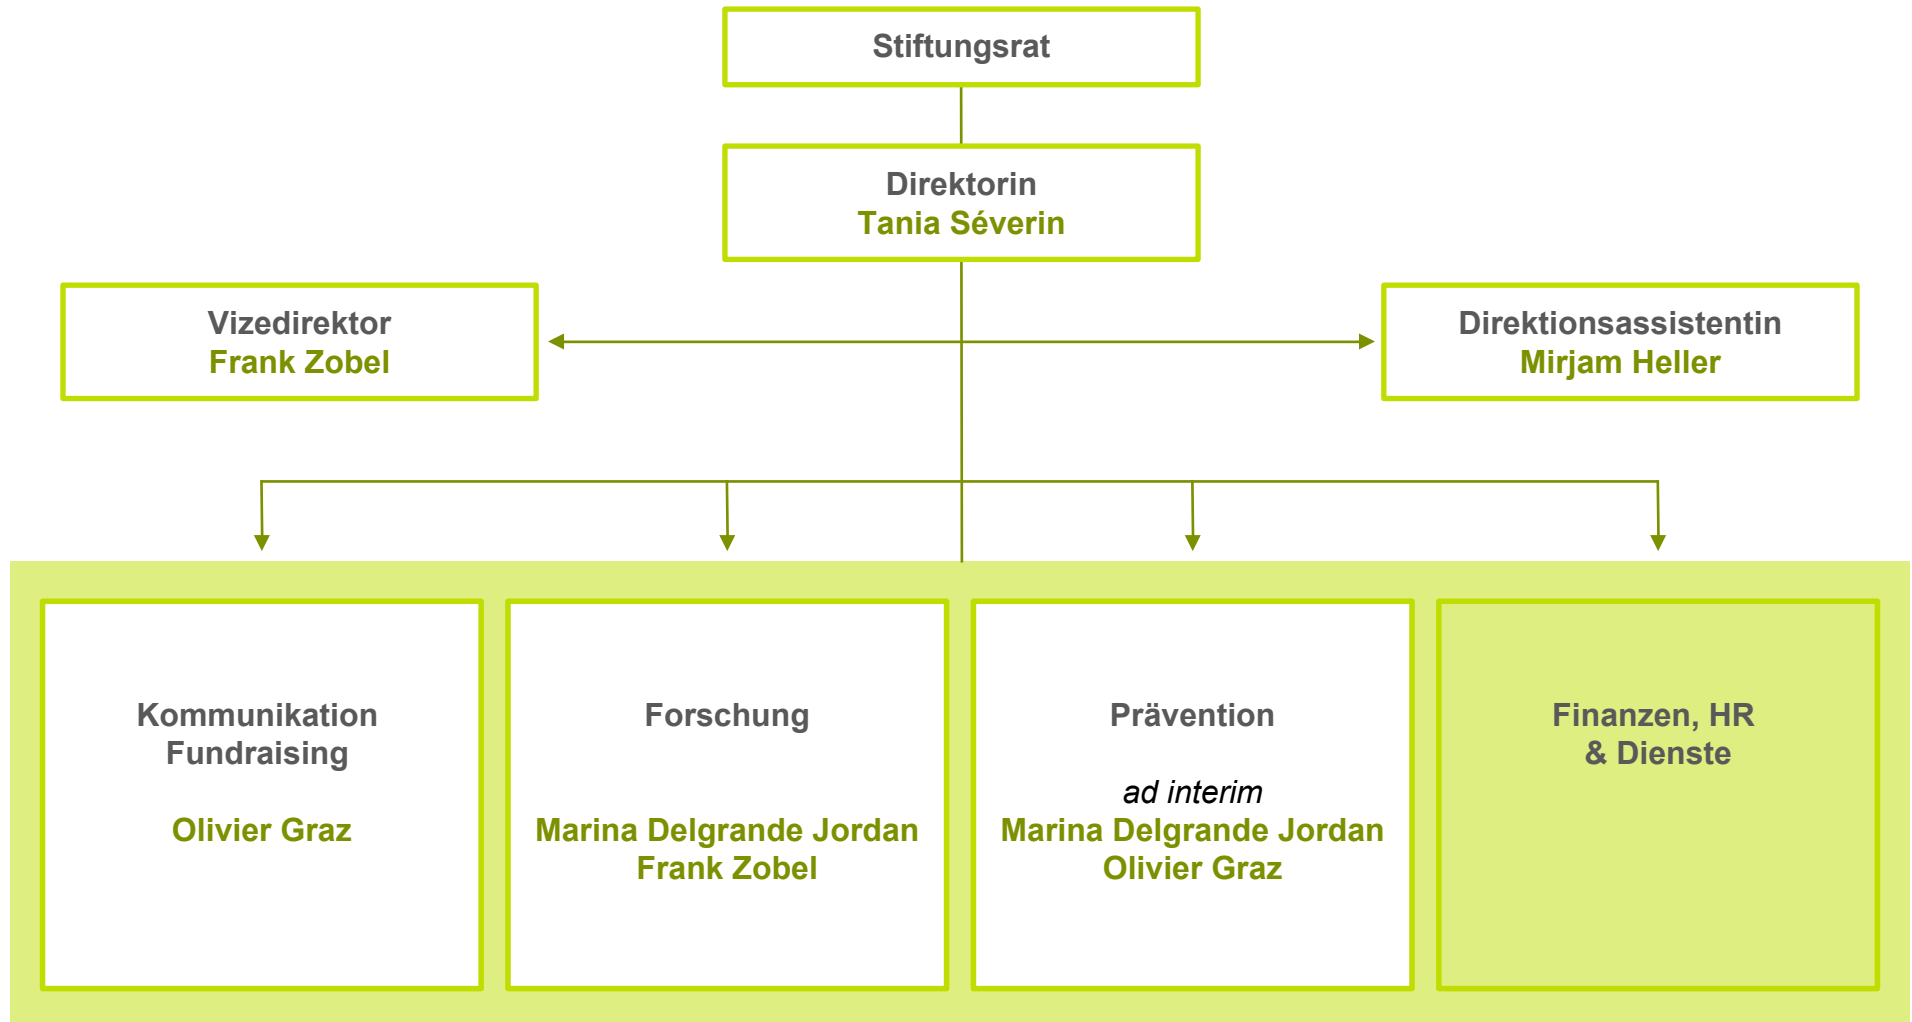 Stiftungsrat
Direktorin
Tania Séverin
Vizedirektor
Frank Zobel
Direktionsassistentin
Mirjam Heller
Kommunikation
Fundraising
Olivier Graz
Forschung
Marina Delgrande Jordan
Frank Zobel
Prävention
ad interim
Marina Delgrande Jordan
Olivier Graz
Finanzen, HR
& Dienste